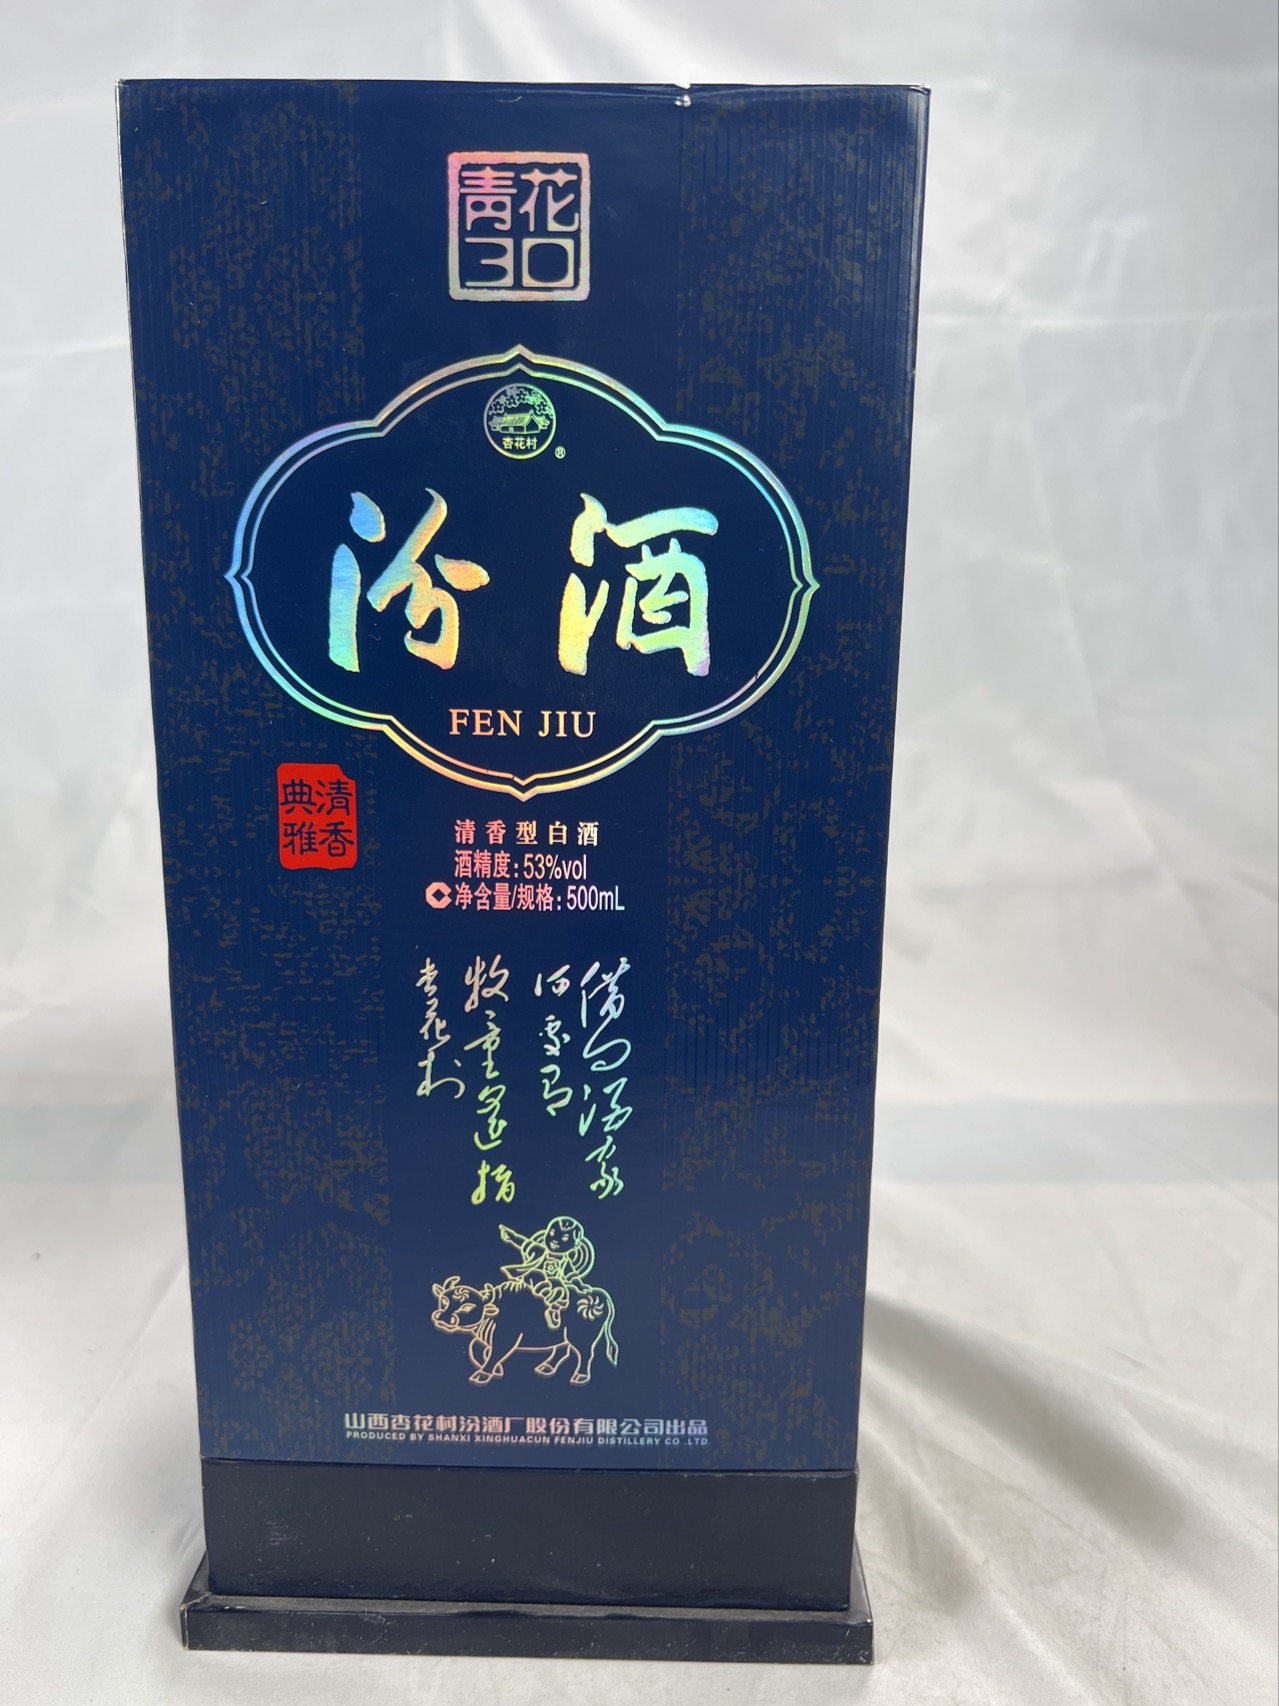 青花
30
杏花村
®
汾酒
FEN JIU
清香
典雅
清香型白酒
酒精度:53%vol
净含量/规格:500mL
借问酒家
何处有
牧童遥指
杏花村
山西杏花村汾酒厂股份有限公司出品
PRODUCED BY SHANXI XINGHUACUN FENJIU DISTILLERY CO.,LTD